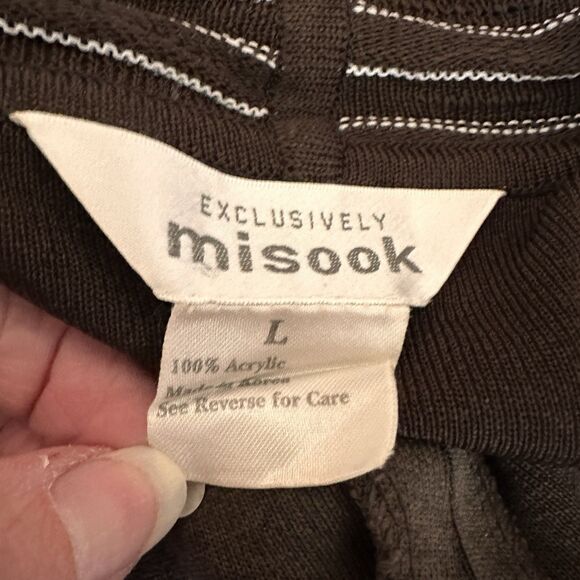 EXCLUSIVELY
misook
L
100% Acrylic
Made in Korea
See Reverse for Care